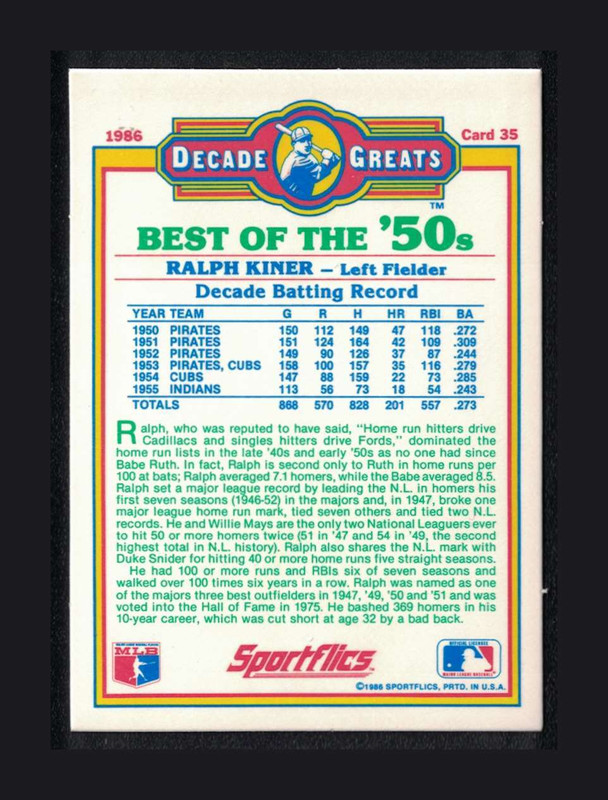 1986
Card 35
DECADE GREATS
TM
BEST OF THE '50s
RALPH KINER – Left Fielder
Decade Batting Record
YEAR TEAM G R H HR RBI BA
1950 PIRATES 150 112 149 47 118 .272
1951 PIRATES 151 124 164 42 109 .309
1952 PIRATES 149 90 126 37 87 .244
1953 PIRATES, CUBS 158 100 157 35 116 .279
1954 CUBS 147 88 159 22 73 .285
1955 INDIANS 113 56 73 18 54 .243
TOTALS 868 570 828 201 557 .273
Ralph, who was reputed to have said, "Home run hitters drive
Cadillacs and singles hitters drive Fords," dominated the
home run lists in the late '40s and early '50s as no one had since
Babe Ruth. In fact, Ralph is second only to Ruth in home runs per
100 at bats; Ralph averaged 7.1 homers, while the Babe averaged 8.5.
Ralph set a major league record by leading the N.L. in homers his
first seven seasons (1946-52) in the majors and, in 1947, broke one
major league home run mark, tied seven others and tied two N.L.
records. He and Willie Mays are the only two National Leaguers ever
to hit 50 or more homers twice (51 in '47 and 54 in '49, the second
highest total in N.L. history). Ralph also shares the N.L. mark with
Duke Snider for hitting 40 or more home runs five straight seasons.
He had 100 or more runs and RBIs six of seven seasons and
walked over 100 times six years in a row. Ralph was named as one
of the majors three best outfielders in 1947, '49, '50 and '51 and was
voted into the Hall of Fame in 1975. He bashed 369 homers in his
10-year career, which was cut short at age 32 by a bad back.
MLB
Sportflics
OFFICIAL LICENSEE
MAJOR LEAGUE BASEBALL
©1986 SPORTFLICS, PRTD. IN U.S.A.